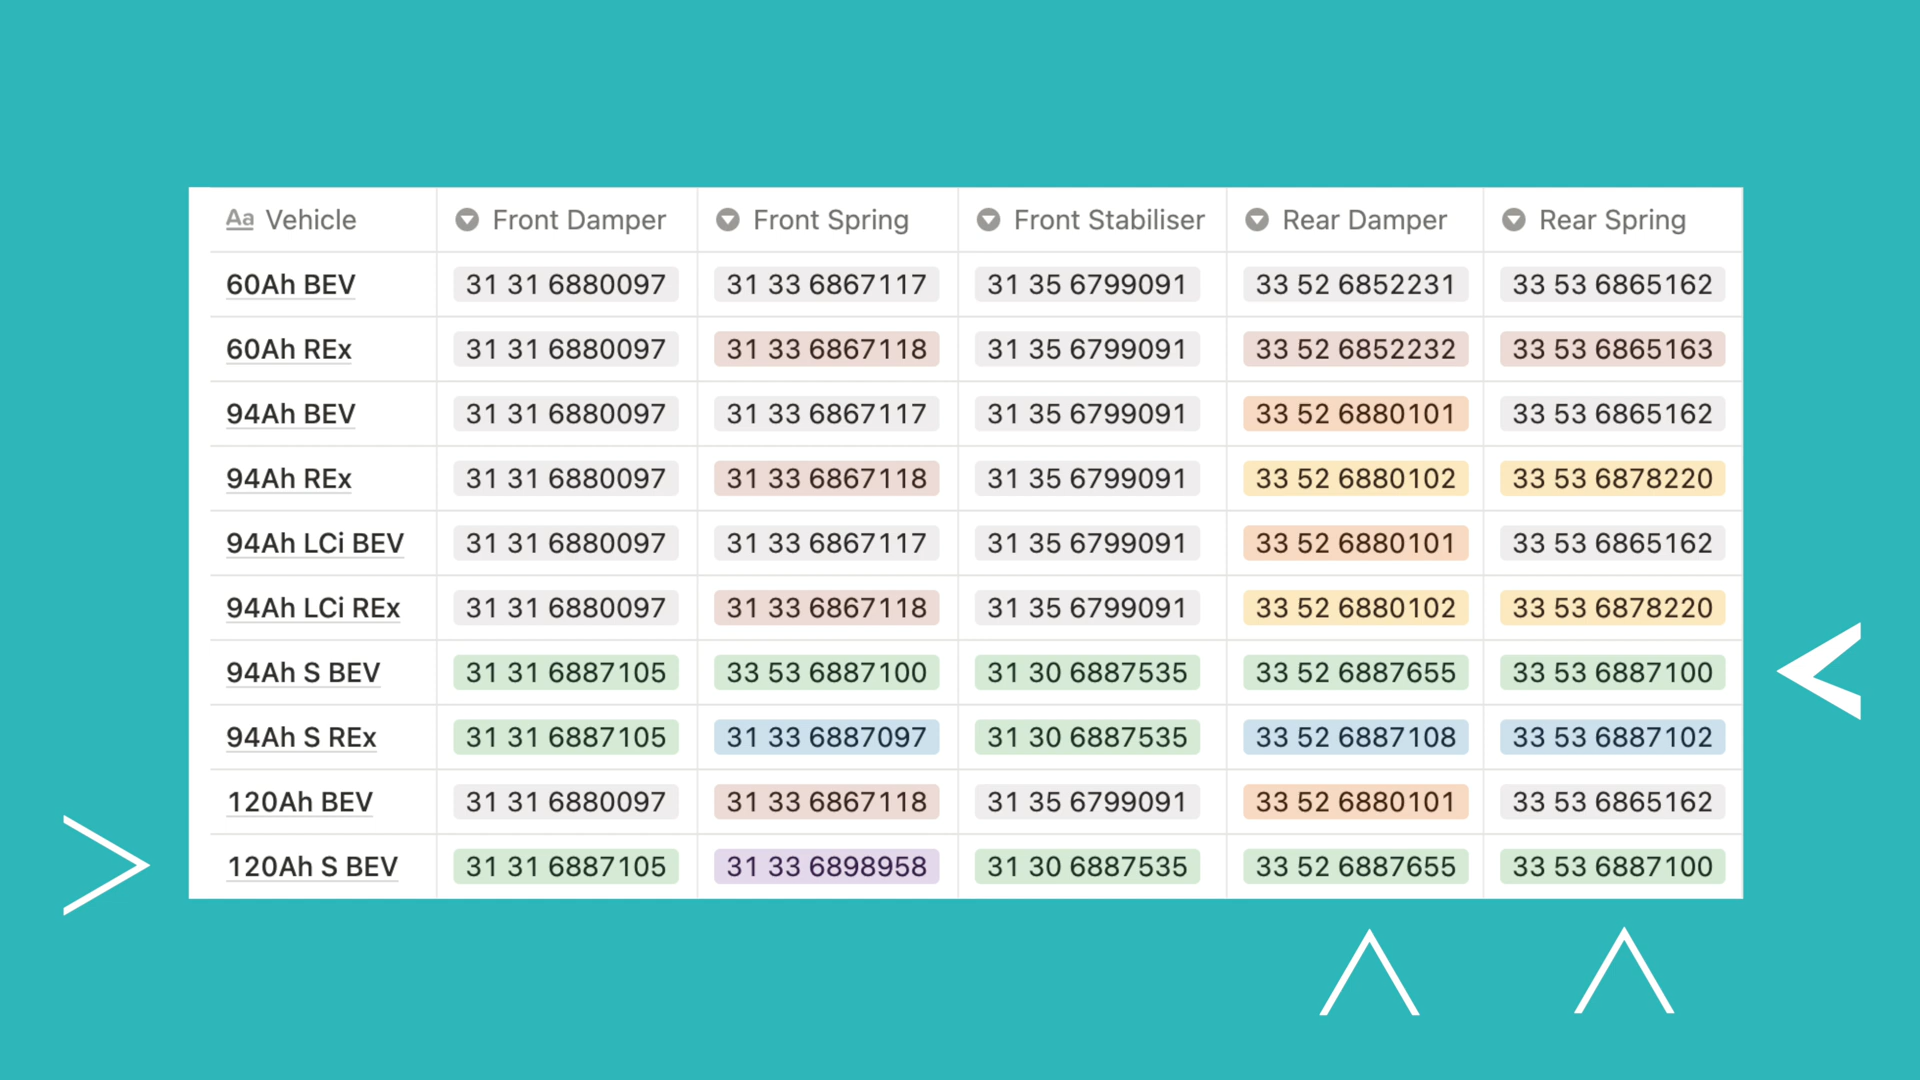 Aa Vehicle Front Damper Front Spring Front Stabiliser Rear Damper Rear Spring
60Ah BEV 31 31 6880097 31 33 6867117 31 35 6799091 33 52 6852231 33 53 6865162
60Ah REx 31 31 6880097 31 33 6867118 31 35 6799091 33 52 6852232 33 53 6865163
94Ah BEV 31 31 6880097 31 33 6867117 31 35 6799091 33 52 6880101 33 53 6865162
94Ah REx 31 31 6880097 31 33 6867118 31 35 6799091 33 52 6880102 33 53 6878220
94Ah LCi BEV 31 31 6880097 31 33 6867117 31 35 6799091 33 52 6880101 33 53 6865162
94Ah LCi REx 31 31 6880097 31 33 6867118 31 35 6799091 33 52 6880102 33 53 6878220
94Ah S BEV 31 31 6887105 33 53 6887100 31 30 6887535 33 52 6887655 33 53 6887100
94Ah S REx 31 31 6887105 31 33 6887097 31 30 6887535 33 52 6887108 33 53 6887102
120Ah BEV 31 31 6880097 31 33 6867118 31 35 6799091 33 52 6880101 33 53 6865162
120Ah S BEV 31 31 6887105 31 33 6898958 31 30 6887535 33 52 6887655 33 53 6887100